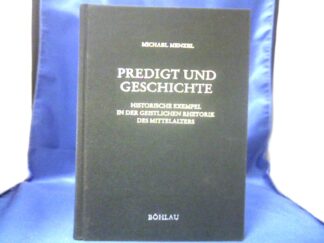 MICHAEL MENZEL
PREDIGT UND
GESCHICHTE
HISTORISCHE EXEMPEL
IN DER GEISTLICHEN RHETORIK
DES MITTELALTERS
BÖHLAU